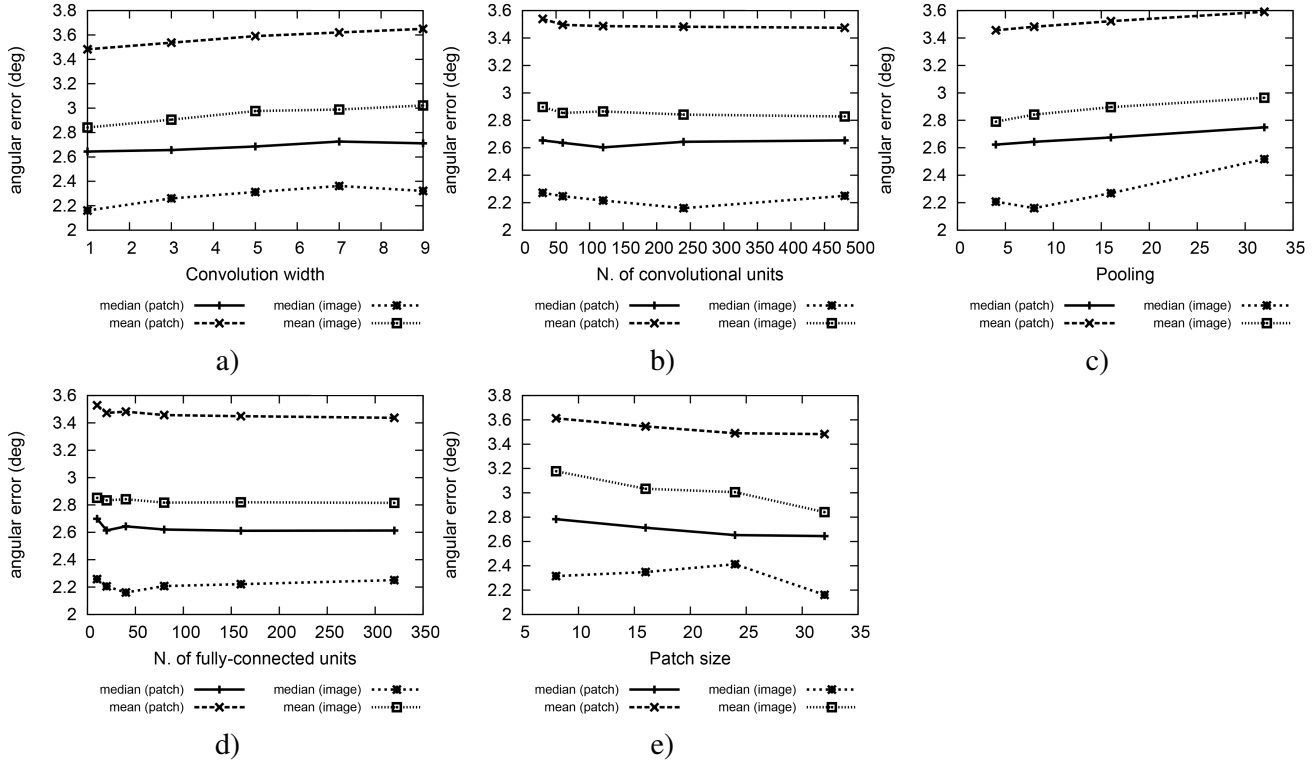 angular error (deg)
3.8
3.6
3.4
3.2
3
2.8
2.6
2.4
2.2
2
1 2 3 4 5 6 7 8 9
Convolution width
median (patch) median (image)
mean (patch) mean (image)
a)
angular error (deg)
3.6
3.4
3.2
3
2.8
2.6
2.4
2.2
2
0 50 100 150 200 250 300 350 400 450 500
N. of convolutional units
median (patch) median (image)
mean (patch) mean (image)
b)
angular error (deg)
3.6
3.4
3.2
3
2.8
2.6
2.4
2.2
2
0 5 10 15 20 25 30 35
Pooling
median (patch) median (image)
mean (patch) mean (image)
c)
angular error (deg)
3.6
3.4
3.2
3
2.8
2.6
2.4
2.2
2
0 50 100 150 200 250 300 350
N. of fully-connected units
median (patch) median (image)
mean (patch) mean (image)
d)
angular error (deg)
3.8
3.6
3.4
3.2
3
2.8
2.6
2.4
2.2
2
5 10 15 20 25 30 35
Patch size
median (patch) median (image)
mean (patch) mean (image)
e)